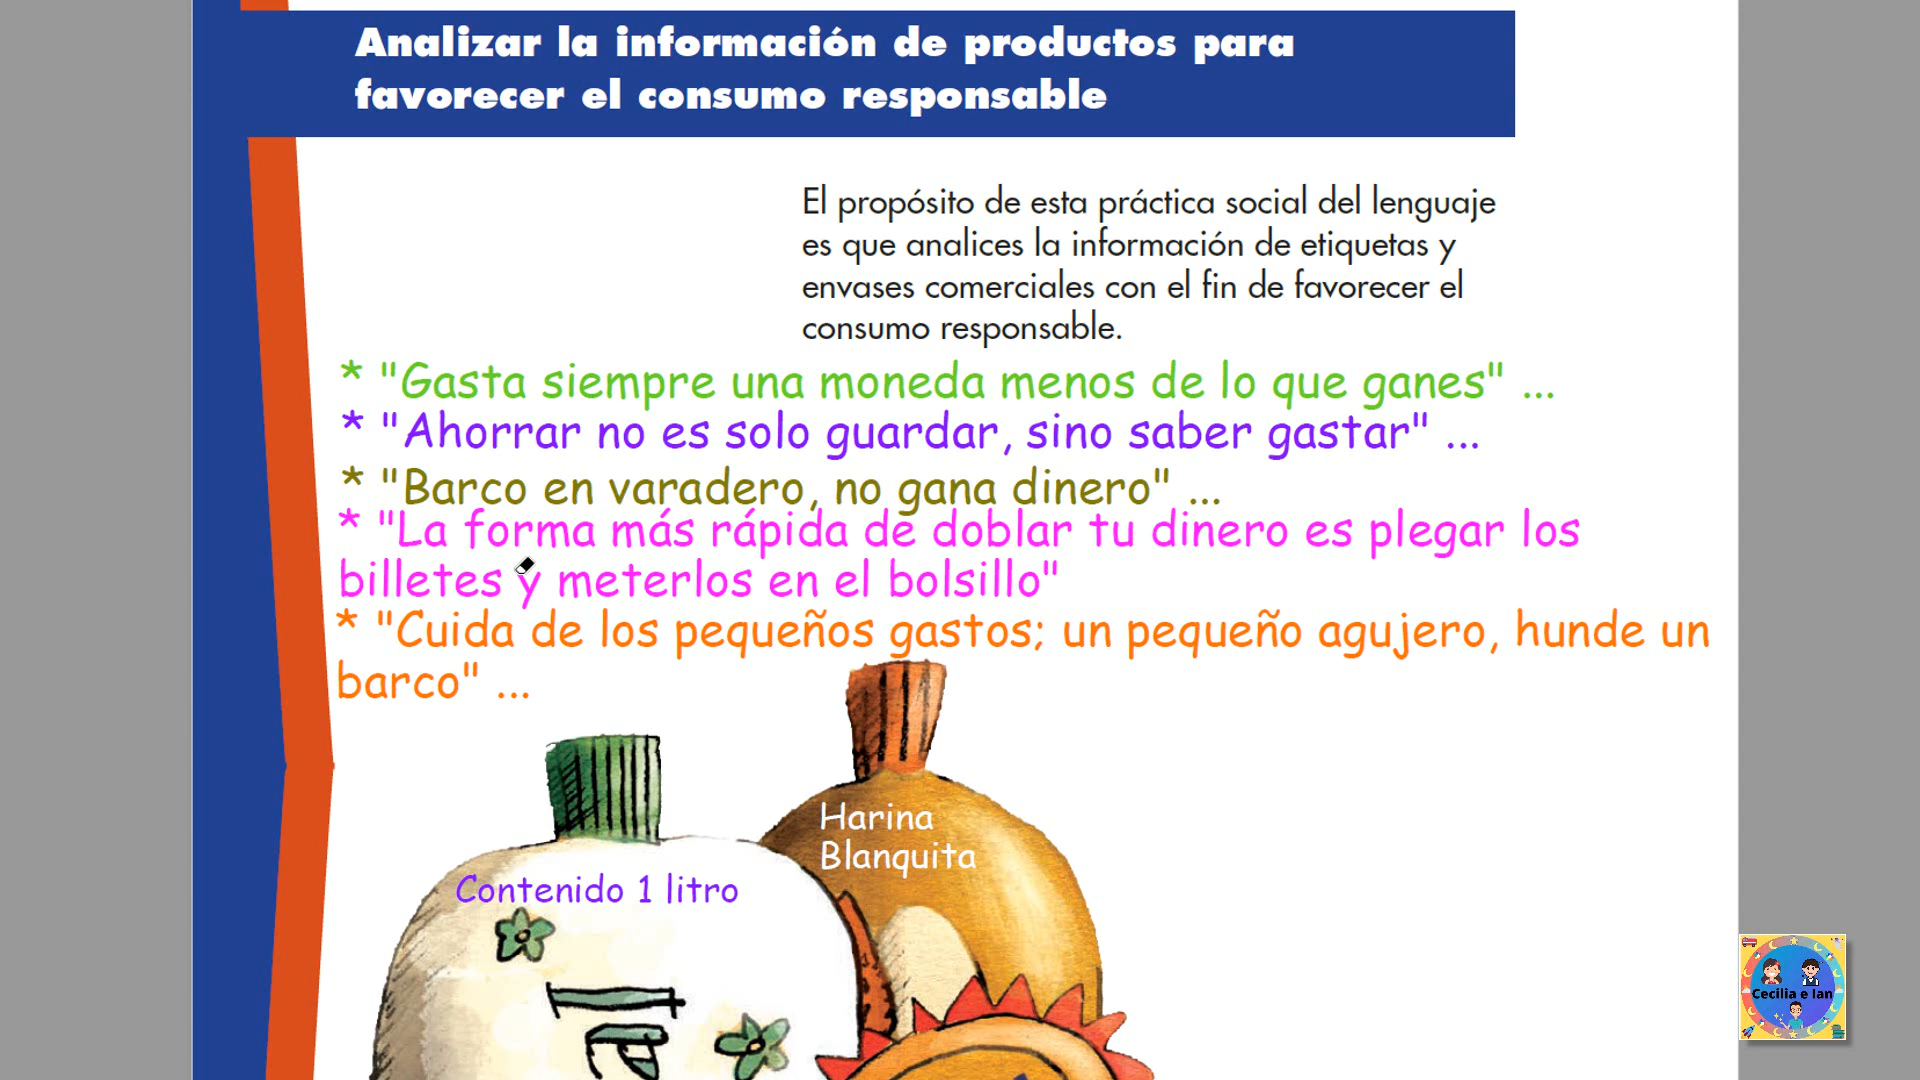 Analizar la información de productos para
favorecer el consumo responsable
El propósito de esta práctica social del lenguaje
es que analices la información de etiquetas y
envases comerciales con el fin de favorecer el
consumo responsable.
* "Gasta siempre una moneda menos de lo que ganes" ...
* "Ahorrar no es solo guardar, sino saber gastar" ...
* "Barco en varadero, no gana dinero" ...
* "La forma más rápida de doblar tu dinero es plegar los
billetes y meterlos en el bolsillo"
* "Cuida de los pequeños gastos; un pequeño agujero, hunde un
barco" ...
Harina
Blanquita
Contenido 1 litro
Cecilia e Ian